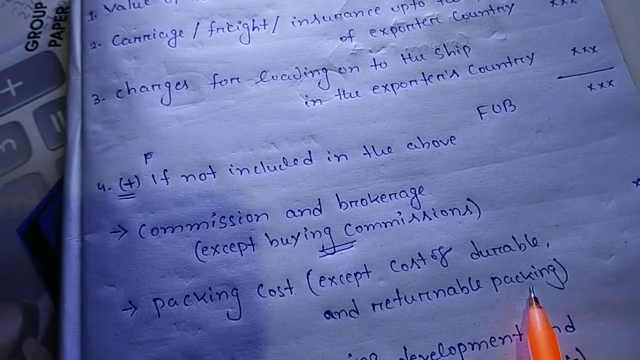 GROUP
PAPER
1. Value
2. Carriage / freight / insurance upto
of exporter Country
xxx
3. charges for loading on to the ship
in the exporter's Country
xxx
FOB
xxx
4. (+) If not included in the above
→ Commission and brokerage
(except buying Commissions)
→ packing cost (except cost of durable,
and returnable packing)
development